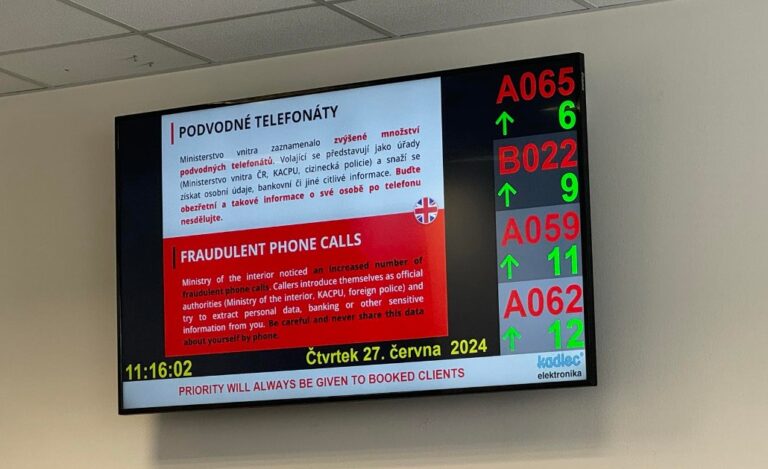 PODVODNÉ TELEFONÁTY
Ministerstvo vnitra zaznamenalo zvýšené množství
podvodných telefonátů. Volající se představují jako úřady
(Ministerstvo vnitra ČR, KACPU, cizinecká policie) a snaží se
získat osobní údaje, bankovní či jiné citlivé informace. Buďte
obezřetní a takové informace o své osobě po telefonu
nesdělujte.
FRAUDULENT PHONE CALLS
Ministry of the interior noticed an increased number of
fraudulent phone calls. Callers introduce themselves as official
authorities (Ministry of the interior, KACPU, foreign police) and
try to extract personal data, banking or other sensitive
information from you. Be careful and never share this data
about yourself by phone.
A065
6
B022
9
A059
11
A062
12
11:16:02
Čtvrtek 27. června 2024
kadlec
elektronika
PRIORITY WILL ALWAYS BE GIVEN TO BOOKED CLIENTS